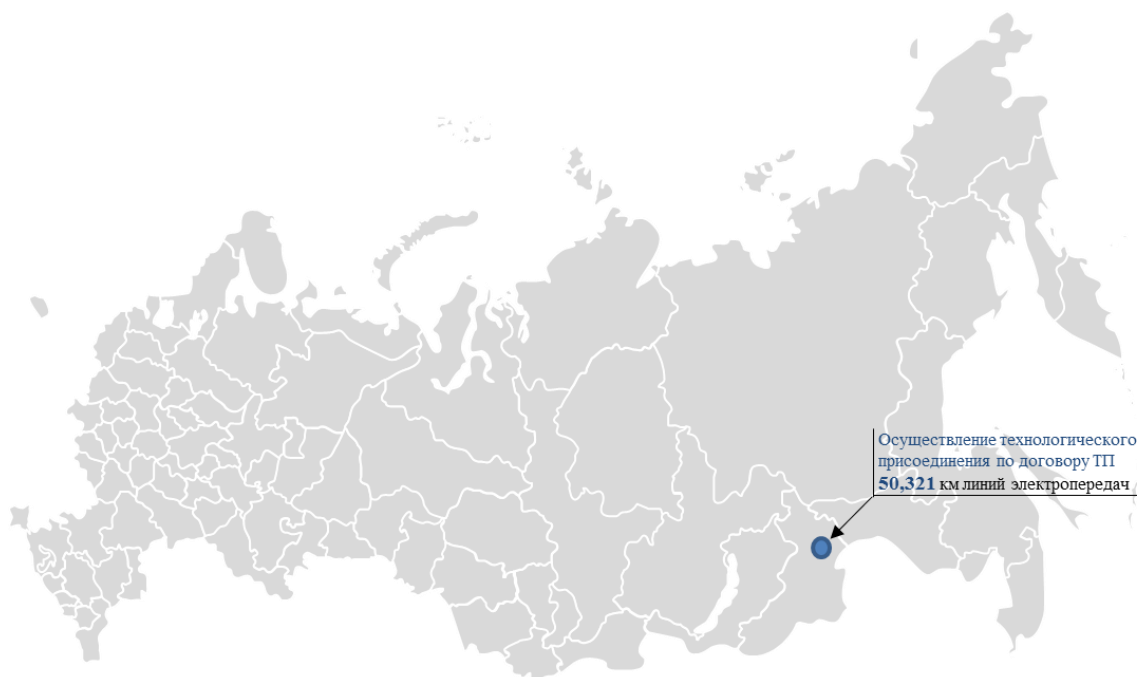 Осуществление технологического
присоединения по договору ТП
50,321 км линий электропередач